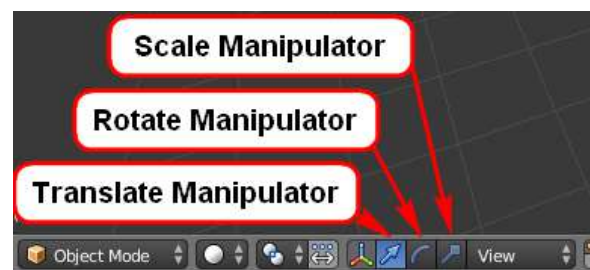 Scale Manipulator
Rotate Manipulator
Translate Manipulator
Object Mode
View